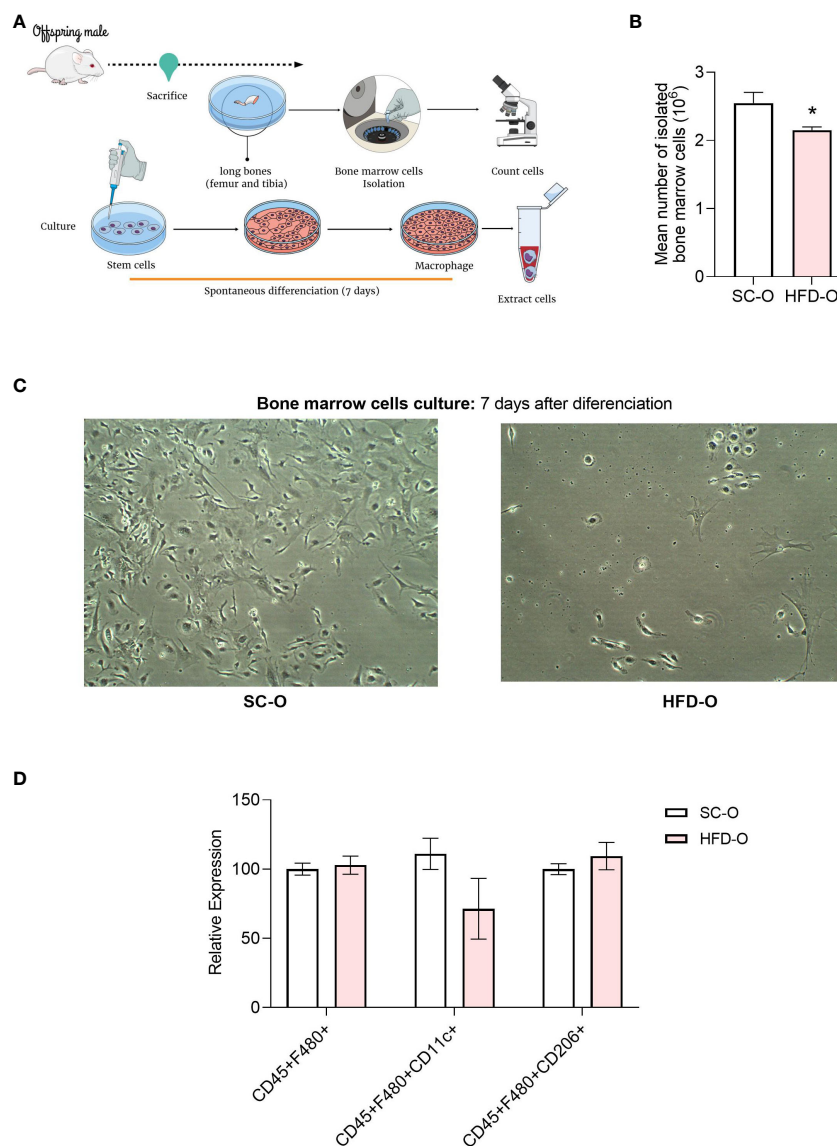 A
Offspring male
Sacrifice
long bones
(femur and tibia)
Bone marrow cells
Isolation
Count cells
Culture
Stem cells
Macrophage
Spontaneous differenciation (7 days)
Extract cells
B
Mean number of isolated
bone marrow cells (10^6)
3
2
1
0
*
SC-O
HFD-O
C
Bone marrow cells culture: 7 days after diferenciation
SC-O
HFD-O
D
Relative Expression
150
100
50
0
SC-O
HFD-O
CD45+F480+
CD45+F480+CD11c+
CD45+F480+CD206+